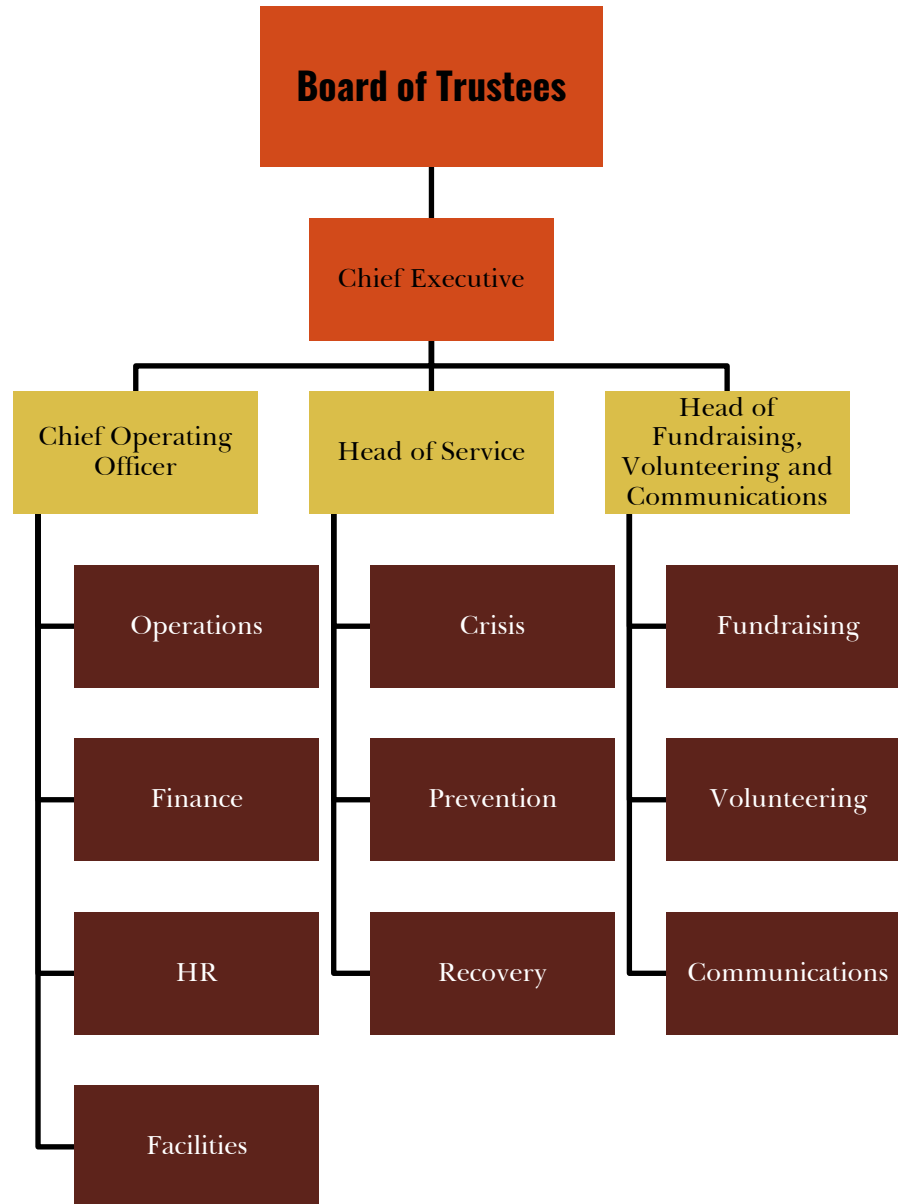 Board of Trustees
Chief Executive
Chief Operating
Officer
Head of Service
Head of
Fundraising,
Volunteering and
Communications
Operations
Crisis
Fundraising
Finance
Prevention
Volunteering
HR
Recovery
Communications
Facilities